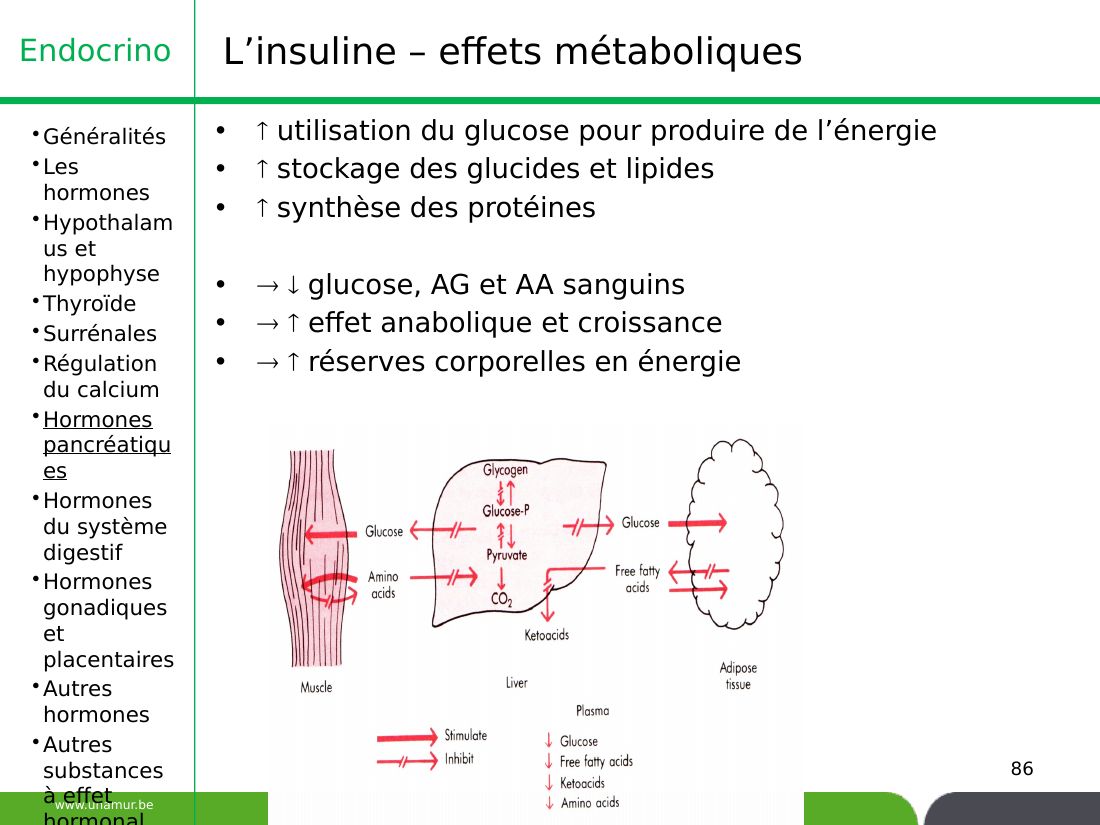 Endocrino
L’insuline – effets métaboliques
•Généralités
•Les
hormones
•Hypothalam
us et
hypophyse
•Thyroïde
•Surrénales
•Régulation
du calcium
•Hormones
pancréatiqu
es
•Hormones
du système
digestif
•Hormones
gonadiques
et
placentaires
•Autres
hormones
•Autres
substances
à effet
hormonal
• ↑ utilisation du glucose pour produire de l’énergie
• ↑ stockage des glucides et lipides
• ↑ synthèse des protéines
• → ↓ glucose, AG et AA sanguins
• → ↑ effet anabolique et croissance
• → ↑ réserves corporelles en énergie
Glycogen
Glucose-P
Glucose
Glucose
Pyruvate
Amino
acids
Free fatty
acids
CO2
Ketoacids
Muscle
Liver
Adipose
tissue
Plasma
Stimulate
Inhibit
↓ Glucose
↓ Free fatty acids
↓ Ketoacids
↓ Amino acids
86
www.unamur.be